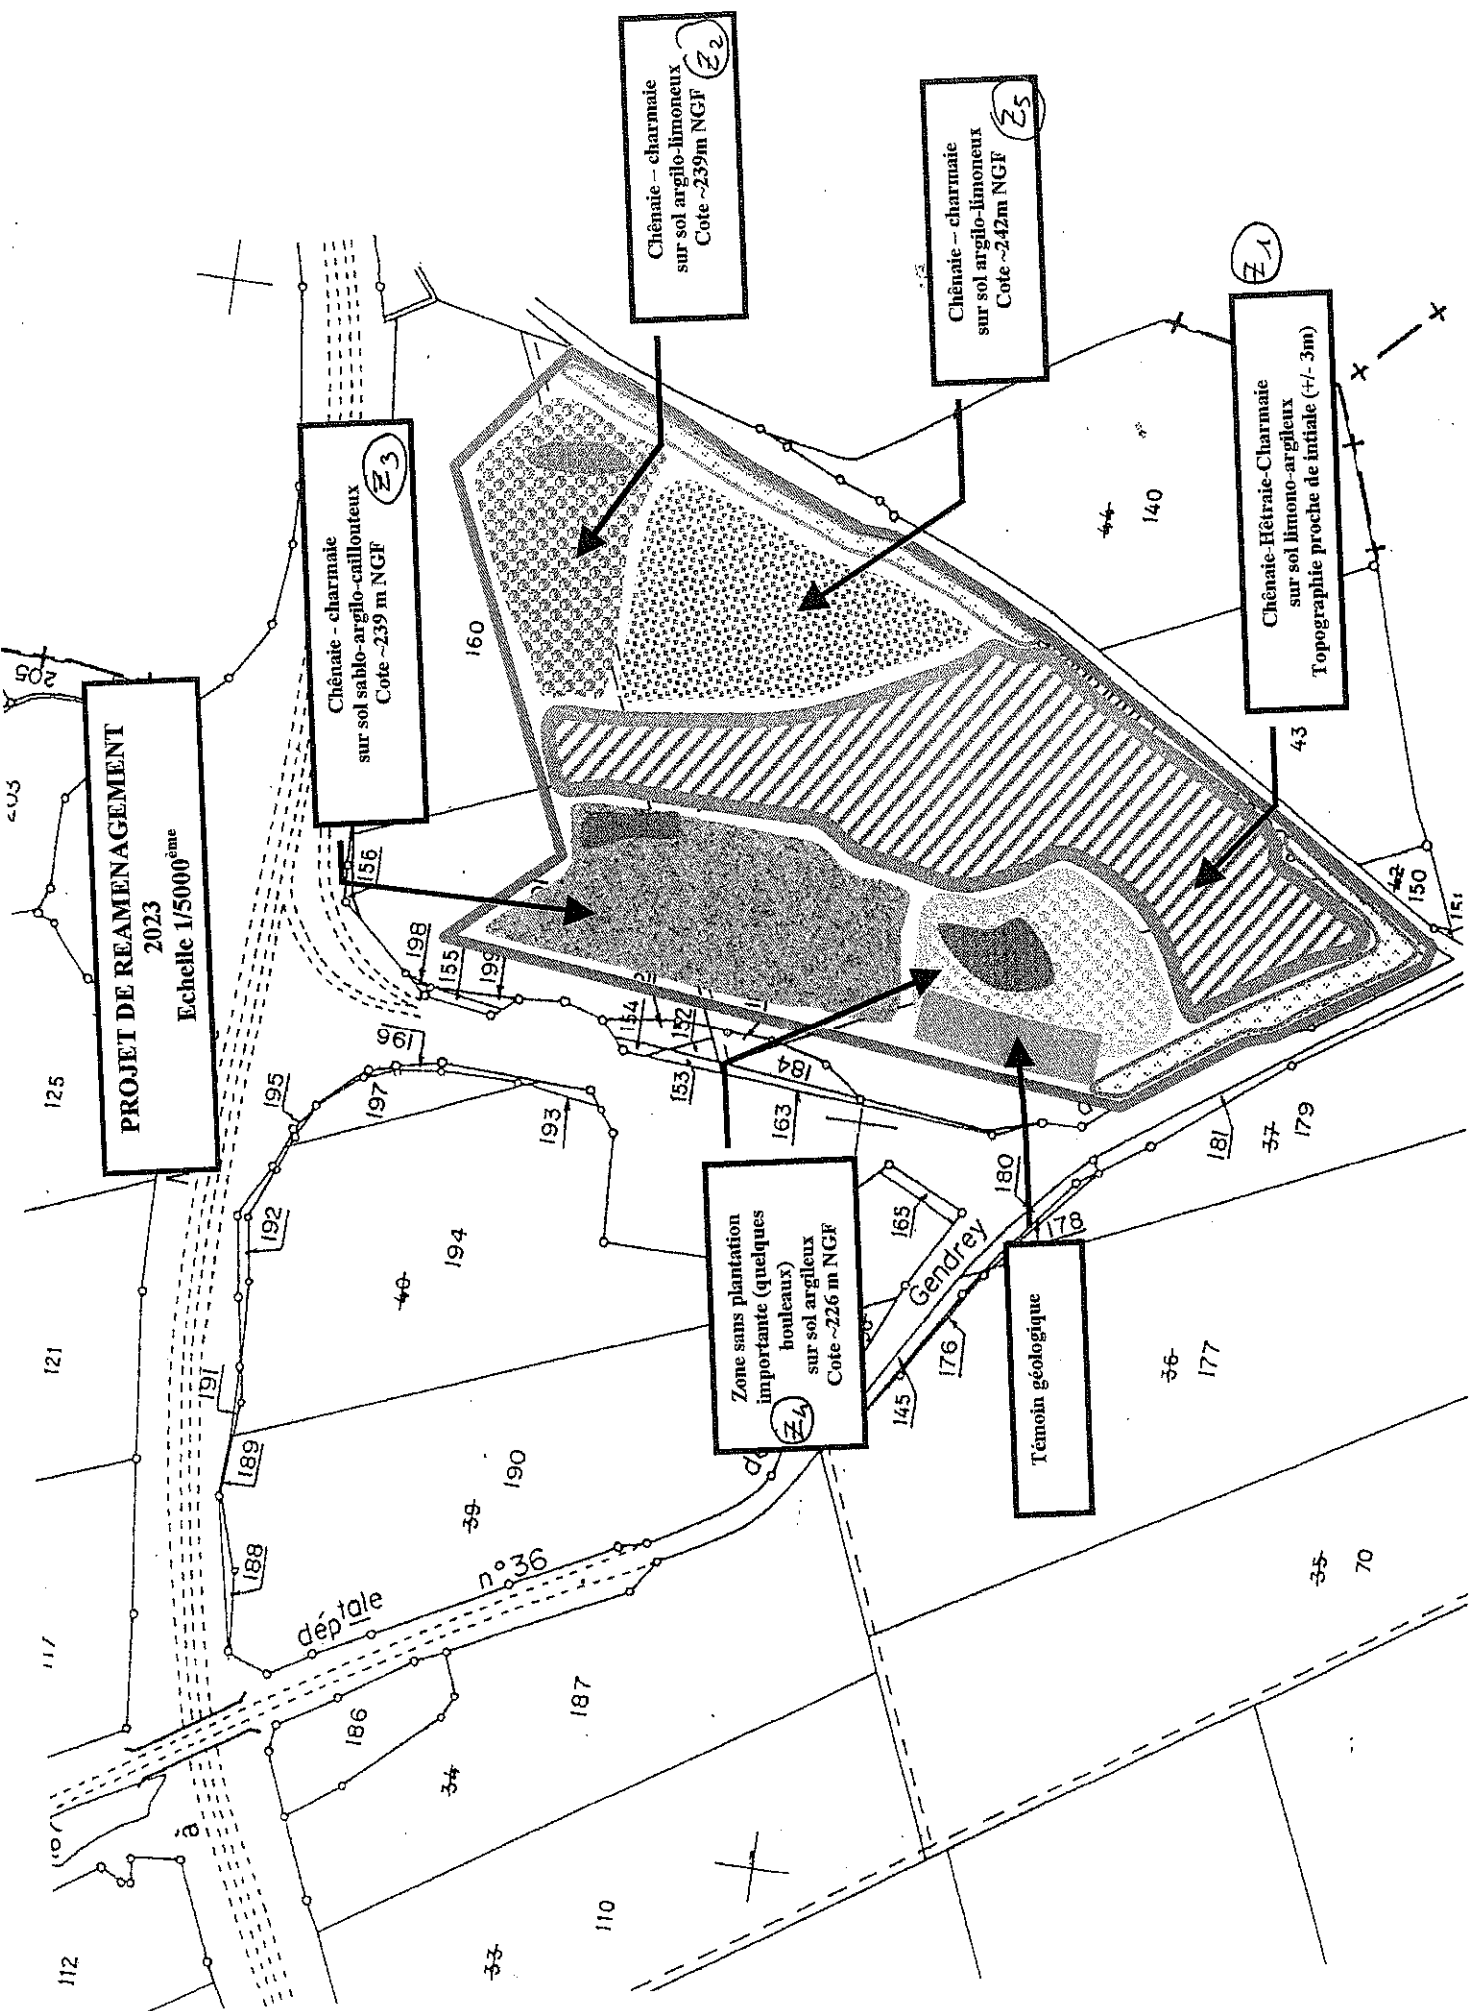 PROJET DE REAMENAGEMENT
2023
Echelle 1/5000ème
Chênaie - charmaie
sur sol sablo-argilo-caillouteux
Cote ~239 m NGF
Z3
Chênaie – charmaie
sur sol argilo-limoneux
Cote ~239m NGF
Z2
Chênaie – charmaie
sur sol argilo-limoneux
Cote ~242m NGF
Z5
Chênaie-Hêtraie-Charmaie
sur sol limono-argileux
Topographie proche de intiale (+/- 3m)
Z1
Zone sans plantation
importante (quelques
bouleaux)
sur sol argileux
Cote ~226 m NGF
Z4
Témoin géologique
205
203
125
121
117
112
160
156
198
155
199
196
195
197
193
192
194
40
191
189
188
190
39
154
152
153
184
163
165
180
178
181
37
179
Gendrey
176
145
36
177
35
70
déptale
n°36
186
187
34
à
110
33
44
140
43
42
150
151